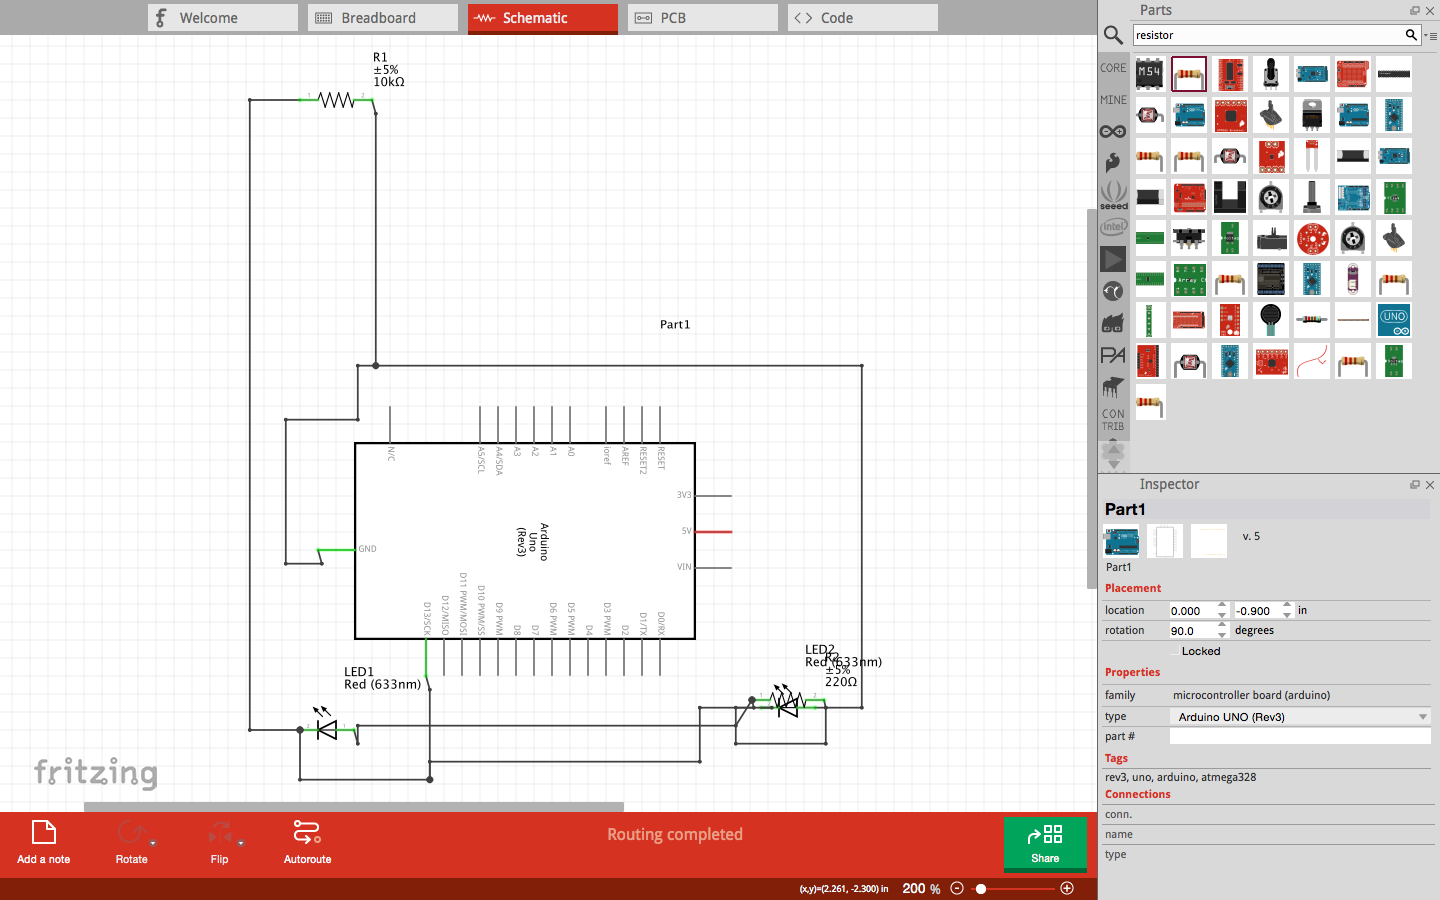 Welcome
Breadboard
Schematic
PCB
Code
Parts
resistor
CORE
MINE
seeed
intel
PA
CON
TRIB
M54
UNO
R1
±5%
10kΩ
Part1
N/C
A5/SCL
A4/SDA
A3
A2
A1
A0
ioref
AREF
RESET2
RESET
3V3
5V
VIN
GND
Arduino
Uno
(Rev3)
D13/SCK
D12/MISO
D11 PWM/MOSI
D10 PWM/SS
D9 PWM
D8
D7
D6 PWM
D5 PWM
D4
D3 PWM
D2
D1/TX
D0/RX
LED1
Red (633nm)
LED2
Red (633nm)
R2
±5%
220Ω
fritzing
Inspector
Part1
v. 5
Part1
Placement
location
0.000
-0.900
in
rotation
90.0
degrees
Locked
Properties
family
microcontroller board (arduino)
type
Arduino UNO (Rev3)
part #
Tags
rev3, uno, arduino, atmega328
Connections
conn.
name
type
Add a note
Rotate
Flip
Autoroute
Routing completed
Share
(x,y)=(2.261, -2.300) in
200 %